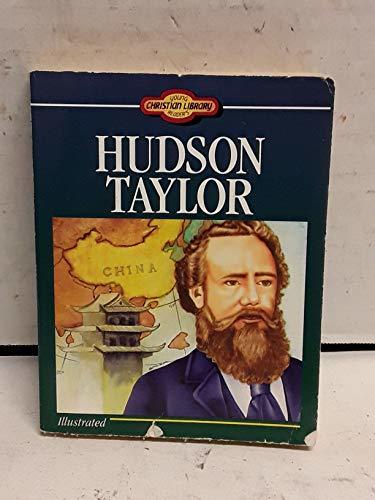 YOUNG
CHRISTIAN LIBRARY
READERS
HUDSON
TAYLOR
CHINA
Illustrated